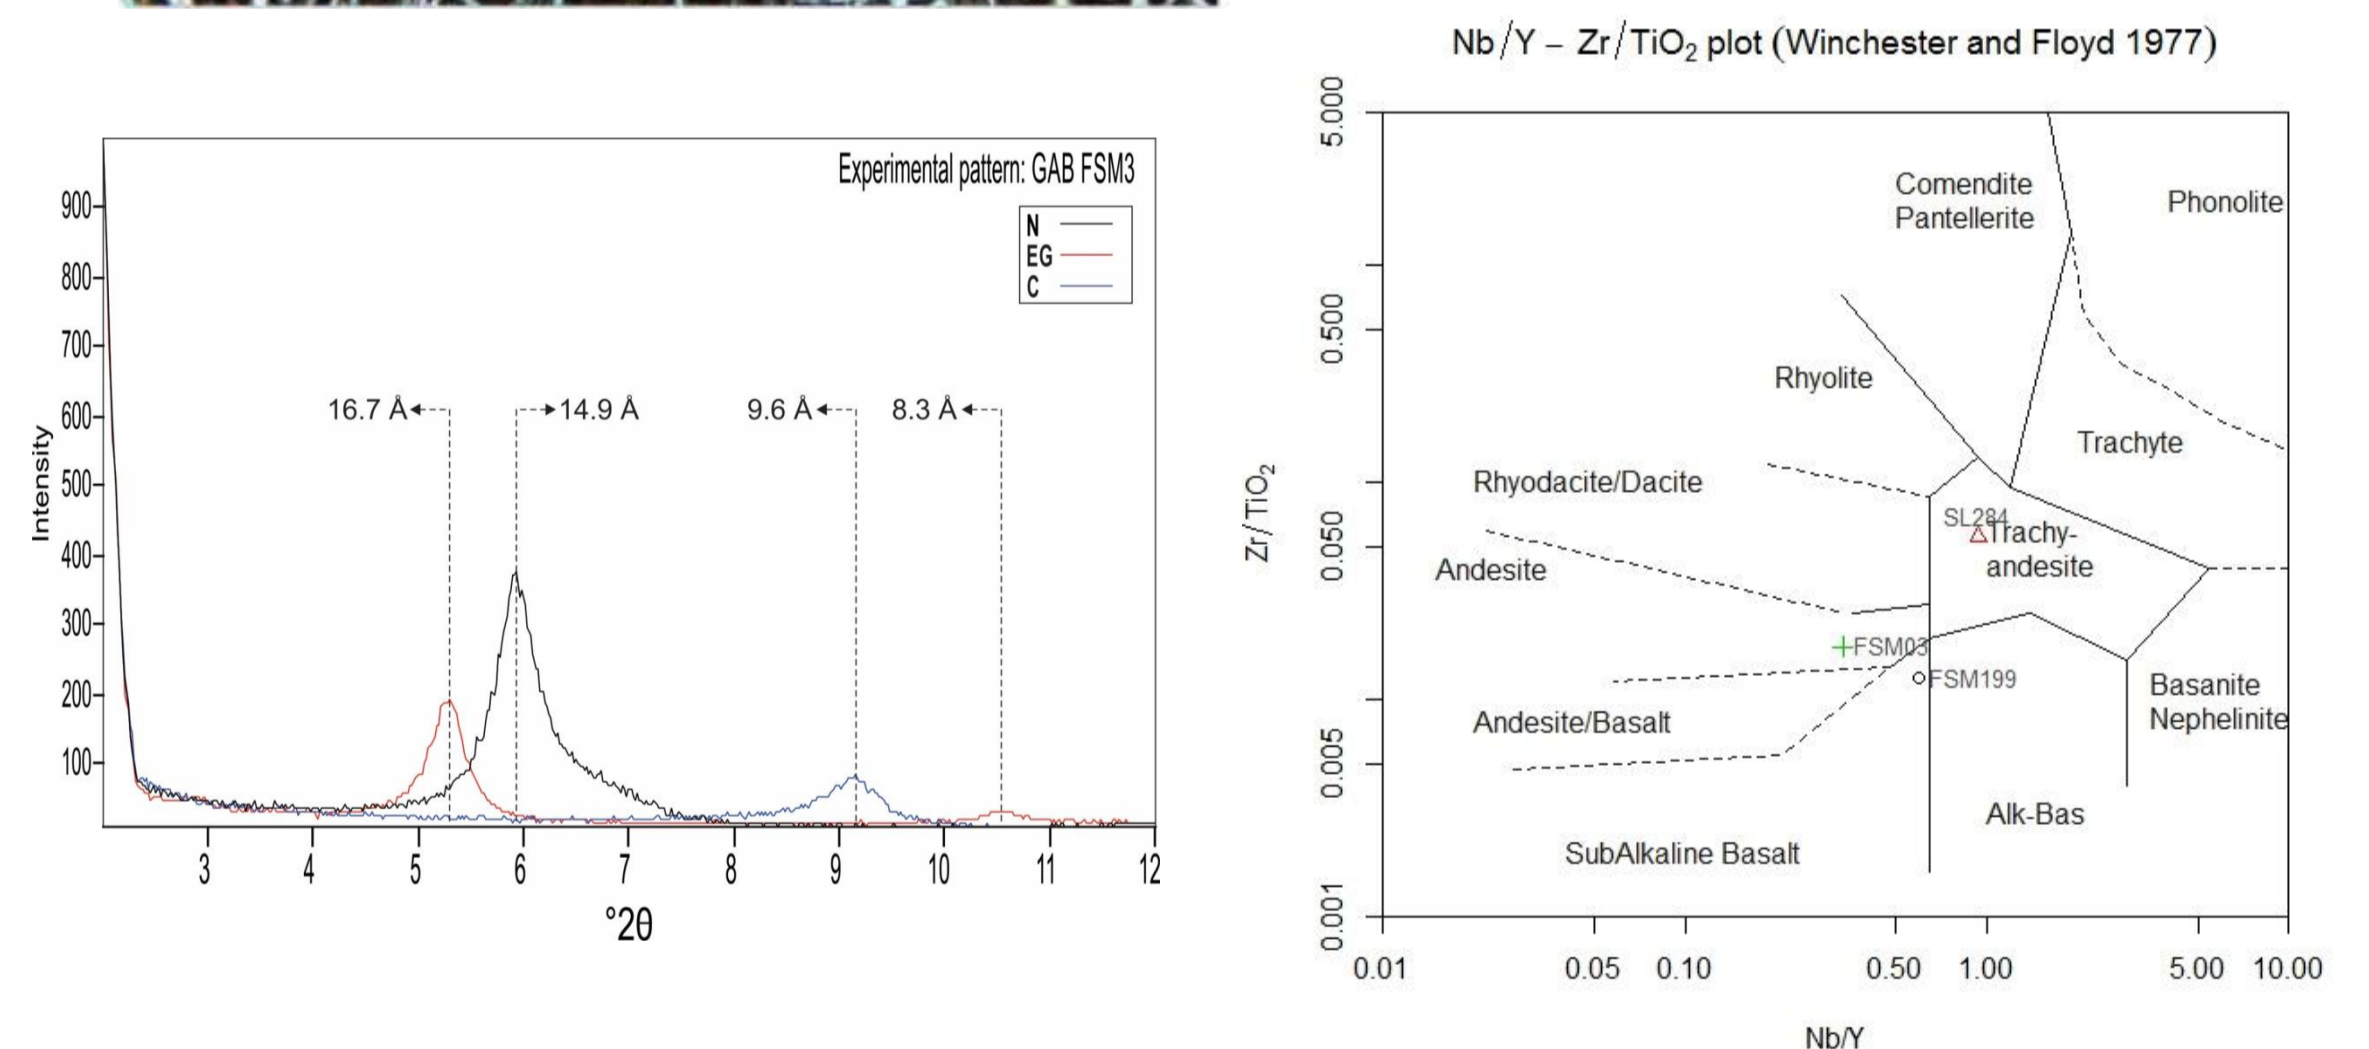 Experimental pattern: GAB FSM3
N
EG
C
900
800
700
600
500
400
300
200
100
Intensity
16.7 Å
14.9 Å
9.6 Å
8.3 Å
3 4 5 6 7 8 9 10 11 12
°2θ
Nb/Y – Zr/TiO₂ plot (Winchester and Floyd 1977)
5.000
0.500
0.050
0.005
0.001
Zr/TiO₂
Comendite
Pantellerite
Phonolite
Rhyolite
Trachyte
Rhyodacite/Dacite
SL284
Trachy-
andesite
Andesite
FSM03
FSM199
Basanite
Nephelinite
Andesite/Basalt
Alk-Bas
SubAlkaline Basalt
0.01 0.05 0.10 0.50 1.00 5.00 10.00
Nb/Y